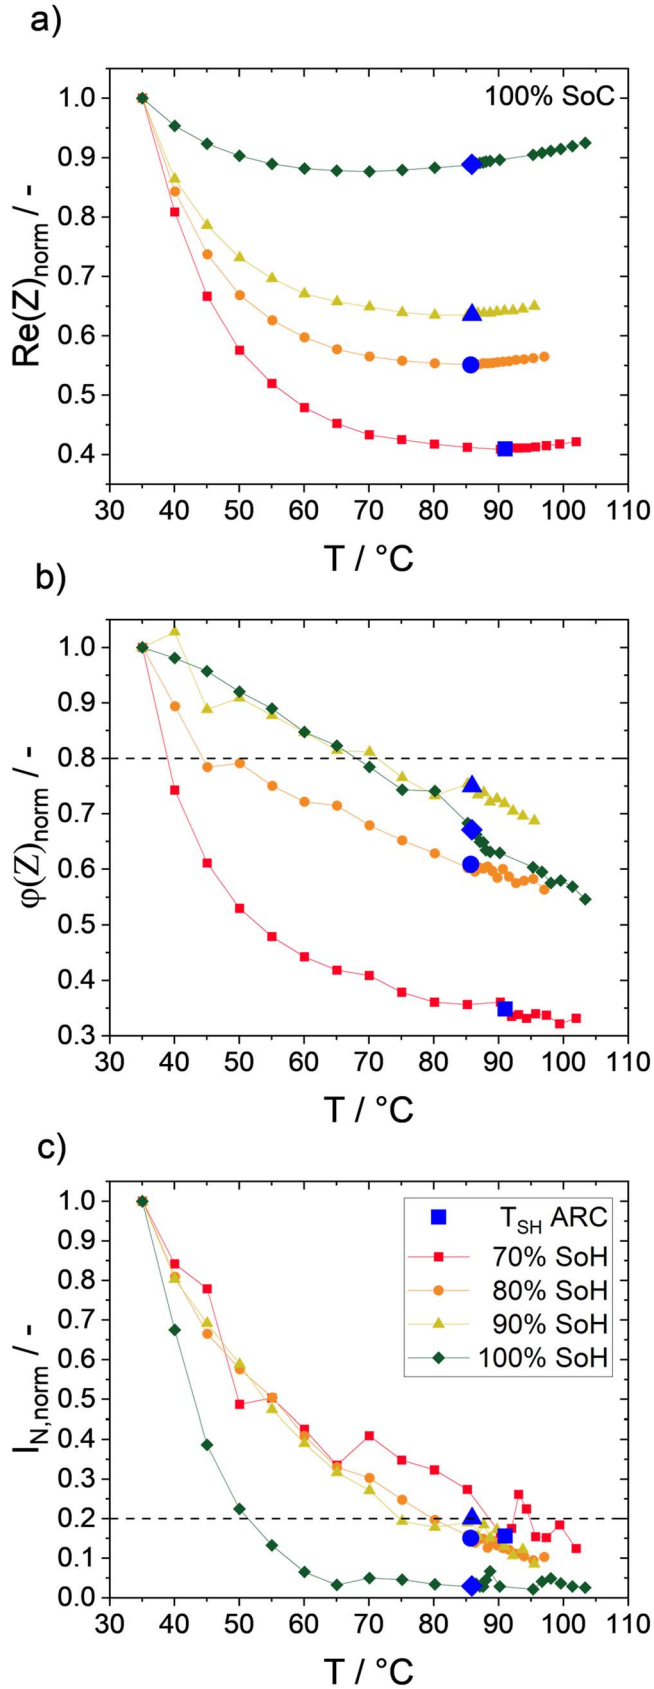 a)
100% SoC
1.0
0.9
0.8
0.7
0.6
0.5
0.4
Re(Z)norm / -
30 40 50 60 70 80 90 100 110
T / °C
b)
1.0
0.9
0.8
0.7
0.6
0.5
0.4
0.3
φ(Z)norm / -
30 40 50 60 70 80 90 100 110
T / °C
c)
1.0
0.9
0.8
0.7
0.6
0.5
0.4
0.3
0.2
0.1
0.0
IN,norm / -
TSH ARC
70% SoH
80% SoH
90% SoH
100% SoH
30 40 50 60 70 80 90 100 110
T / °C